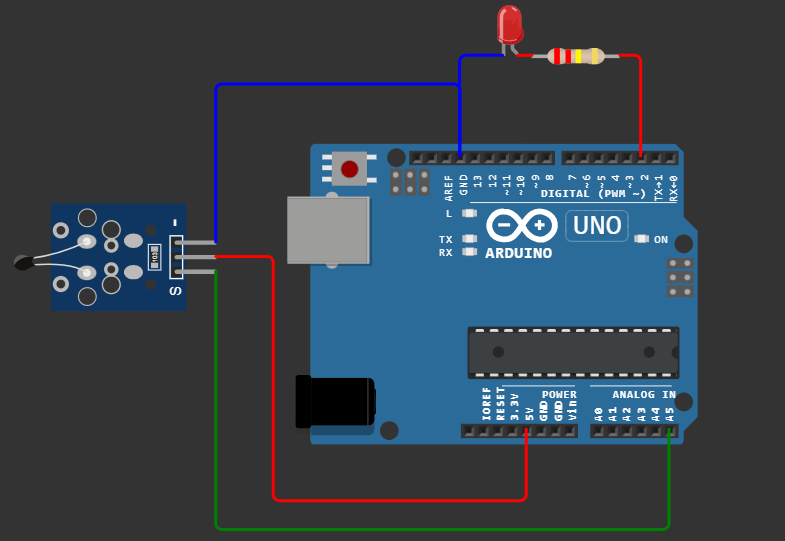 AREF
GND
13
12
~11
~10
~9
8
7
~6
~5
4
~3
2
TX→1
RX←0
DIGITAL (PWM ~)
L
TX
RX
UNO
ON
ARDUINO
-
S
103
POWER
ANALOG IN
IOREF
RESET
3.3V
5V
GND
GND
Vin
A0
A1
A2
A3
A4
A5